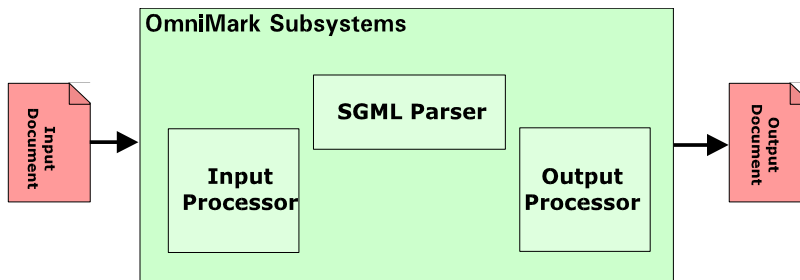 OmniMark Subsystems
Input
Document
SGML Parser
Input
Processor
Output
Processor
Output
Document